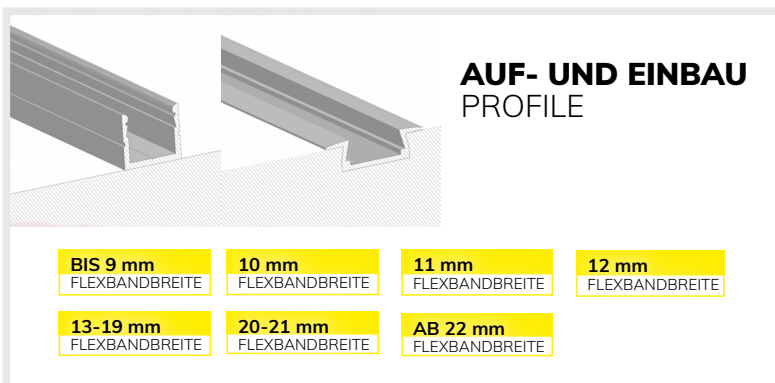 AUF- UND EINBAU
PROFILE
BIS 9 mm
FLEXBANDBREITE
10 mm
FLEXBANDBREITE
11 mm
FLEXBANDBREITE
12 mm
FLEXBANDBREITE
13-19 mm
FLEXBANDBREITE
20-21 mm
FLEXBANDBREITE
AB 22 mm
FLEXBANDBREITE